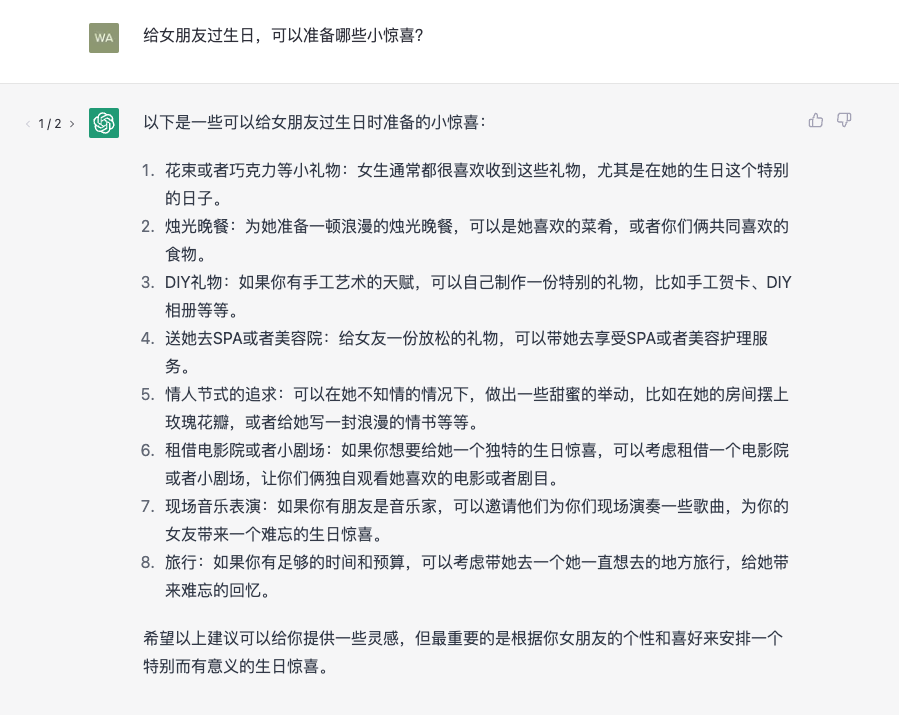 WA
给女朋友过生日，可以准备哪些小惊喜?
1 / 2
以下是一些可以给女朋友过生日时准备的小惊喜：
1. 花束或者巧克力等小礼物：女生通常都很喜欢收到这些礼物，尤其是在她的生日这个特别
的日子。
2. 烛光晚餐：为她准备一顿浪漫的烛光晚餐，可以是她喜欢的菜肴，或者你们俩共同喜欢的
食物。
3. DIY礼物：如果你有手工艺术的天赋，可以自己制作一份特别的礼物，比如手工贺卡、DIY
相册等等。
4. 送她去SPA或者美容院：给女友一份放松的礼物，可以带她去享受SPA或者美容护理服
务。
5. 情人节式的追求：可以在她不知情的情况下，做出一些甜蜜的举动，比如在她的房间摆上
玫瑰花瓣，或者给她写一封浪漫的情书等等。
6. 租借电影院或者小剧场：如果你想要给她一个独特的生日惊喜，可以考虑租借一个电影院
或者小剧场，让你们俩独自观看她喜欢的电影或者剧目。
7. 现场音乐表演：如果你有朋友是音乐家，可以邀请他们为你们现场演奏一些歌曲，为你的
女友带来一个难忘的生日惊喜。
8. 旅行：如果你有足够的时间和预算，可以考虑带她去一个她一直想去的地方旅行，给她带
来难忘的回忆。
希望以上建议可以给你提供一些灵感，但最重要的是根据你女朋友的个性和喜好来安排一个
特别而有意义的生日惊喜。